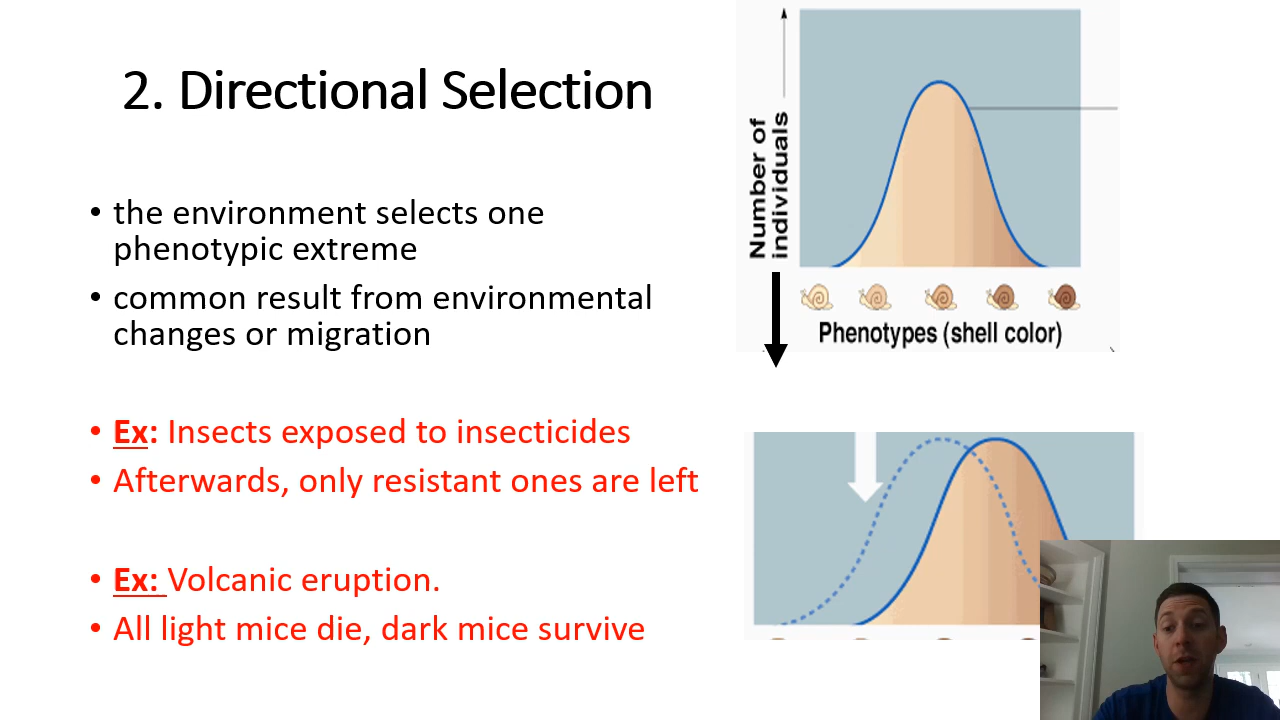 2. Directional Selection
• the environment selects one
phenotypic extreme
• common result from environmental
changes or migration
• Ex: Insects exposed to insecticides
• Afterwards, only resistant ones are left
• Ex: Volcanic eruption.
• All light mice die, dark mice survive
Number of
individuals
Phenotypes (shell color)